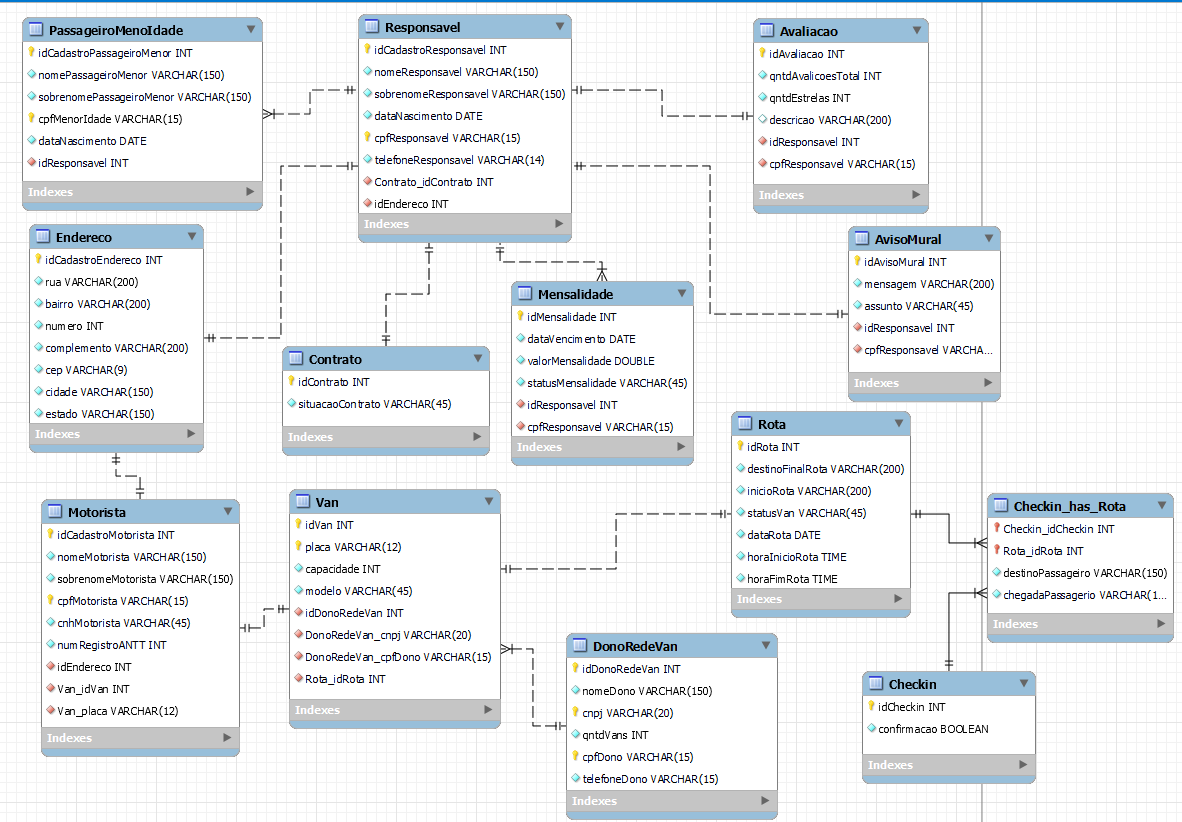 PassageiroMenoIdade
idCadastroPassageiroMenor INT
nomePassageiroMenor VARCHAR(150)
sobrenomePassageiroMenor VARCHAR(150)
cpfMenorIdade VARCHAR(15)
dataNascimento DATE
idResponsavel INT
Indexes
Responsavel
idCadastroResponsavel INT
nomeResponsavel VARCHAR(150)
sobrenomeResponsavel VARCHAR(150)
dataNascimento DATE
cpfResponsavel VARCHAR(15)
telefoneResponsavel VARCHAR(14)
Contrato_idContrato INT
idEndereco INT
Indexes
Avaliacao
idAvaliacao INT
qntdAvalicoesTotal INT
qntdEstrelas INT
descricao VARCHAR(200)
idResponsavel INT
cpfResponsavel VARCHAR(15)
Indexes
Endereco
idCadastroEndereco INT
rua VARCHAR(200)
bairro VARCHAR(200)
numero INT
complemento VARCHAR(200)
cep VARCHAR(9)
cidade VARCHAR(150)
estado VARCHAR(150)
Indexes
AvisoMural
idAvisoMural INT
mensagem VARCHAR(200)
assunto VARCHAR(45)
idResponsavel INT
cpfResponsavel VARCHA...
Indexes
Mensalidade
idMensalidade INT
dataVencimento DATE
valorMensalidade DOUBLE
statusMensalidade VARCHAR(45)
idResponsavel INT
cpfResponsavel VARCHAR(15)
Indexes
Contrato
idContrato INT
situacaoContrato VARCHAR(45)
Indexes
Rota
idRota INT
destinoFinalRota VARCHAR(200)
inicioRota VARCHAR(200)
statusVan VARCHAR(45)
dataRota DATE
horaInicioRota TIME
horaFimRota TIME
Indexes
Checkin_has_Rota
Checkin_idCheckin INT
Rota_idRota INT
destinoPassageiro VARCHAR(150)
chegadaPassagerio VARCHAR(1...
Indexes
Motorista
idCadastroMotorista INT
nomeMotorista VARCHAR(150)
sobrenomeMotorista VARCHAR(150)
cpfMotorista VARCHAR(15)
cnhMotorista VARCHAR(45)
numRegistroANTT INT
idEndereco INT
Van_idVan INT
Van_placa VARCHAR(12)
Indexes
Van
idVan INT
placa VARCHAR(12)
capacidade INT
modelo VARCHAR(45)
idDonoRedeVan INT
DonoRedeVan_cnpj VARCHAR(20)
DonoRedeVan_cpfDono VARCHAR(15)
Rota_idRota INT
Indexes
DonoRedeVan
idDonoRedeVan INT
nomeDono VARCHAR(150)
cnpj VARCHAR(20)
qntdVans INT
cpfDono VARCHAR(15)
telefoneDono VARCHAR(15)
Indexes
Checkin
idCheckin INT
confirmacao BOOLEAN
Indexes